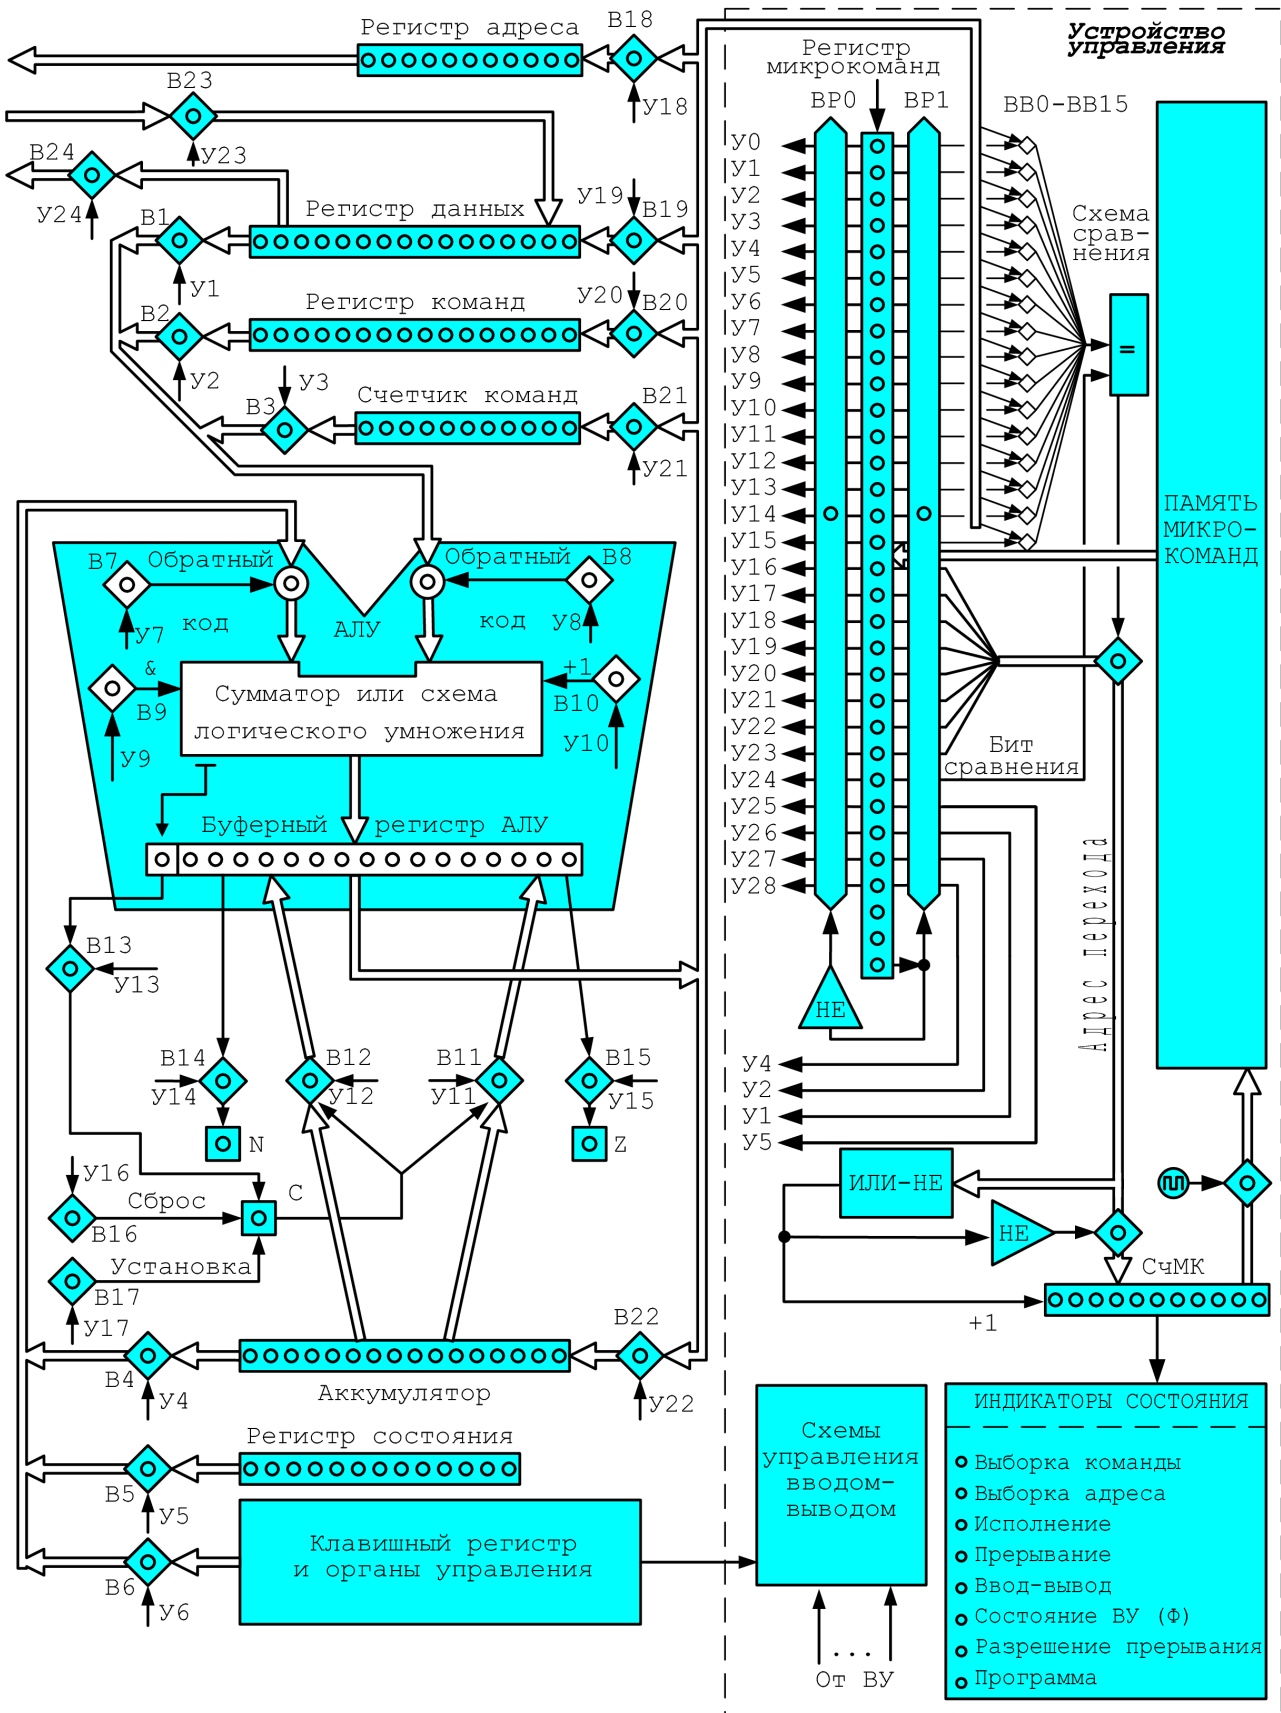 Устройство
управления
Регистр адреса
В18
У18
В23
У23
В24
У24
Регистр данных
У19
В19
В1
У1
Регистр команд
У20
В20
В2
У2
Счетчик команд
В21
У21
У3
В3
Регистр
микрокоманд
ВР0
ВР1
ВВ0-ВВ15
У0
У1
У2
У3
У4
У5
У6
У7
У8
У9
У10
У11
У12
У13
У14
У15
У16
У17
У18
У19
У20
У21
У22
У23
У24
У25
У26
У27
У28
Схема
срав-
нения
=
ПАМЯТЬ
МИКРО-
КОМАНД
Бит
сравнения
Адрес перехода
НЕ
У4
У2
У1
У5
ИЛИ-НЕ
НЕ
СчМК
+1
В7
Обратный
код
У7
АЛУ
Обратный
код
В8
У8
&
В9
У9
Сумматор или схема
логического умножения
+1
В10
У10
Буферный регистр АЛУ
В13
У13
В14
У14
N
В12
У12
В11
У11
В15
У15
Z
У16
Сброс
В16
C
Установка
В17
У17
В4
У4
Аккумулятор
В22
У22
Регистр состояния
В5
У5
Клавишный регистр
и органы управления
В6
У6
Схемы
управления
вводом-
выводом
...
От ВУ
ИНДИКАТОРЫ СОСТОЯНИЯ
Выборка команды
Выборка адреса
Исполнение
Прерывание
Ввод-вывод
Состояние ВУ (Ф)
Разрешение прерывания
Программа